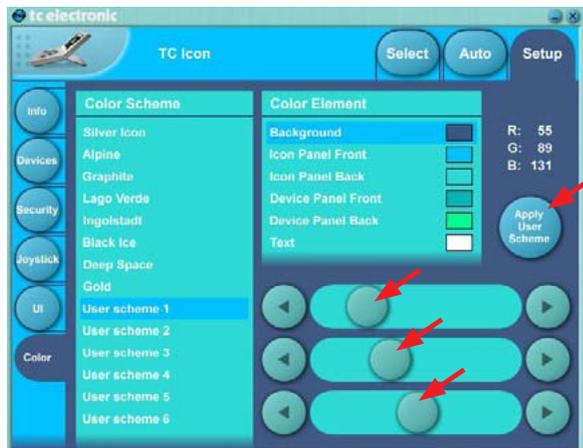 tc electronic
TC Icon
Select
Auto
Setup
Info
Devices
Security
Joystick
UI
Color
Color Scheme
Silver Icon
Alpine
Graphite
Lago Verde
Ingolstadt
Black Ice
Deep Space
Gold
User scheme 1
User scheme 2
User scheme 3
User scheme 4
User scheme 5
User scheme 6
Color Element
Background
Icon Panel Front
Icon Panel Back
Device Panel Front
Device Panel Back
Text
R: 55
G: 89
B: 131
Apply
User
Scheme